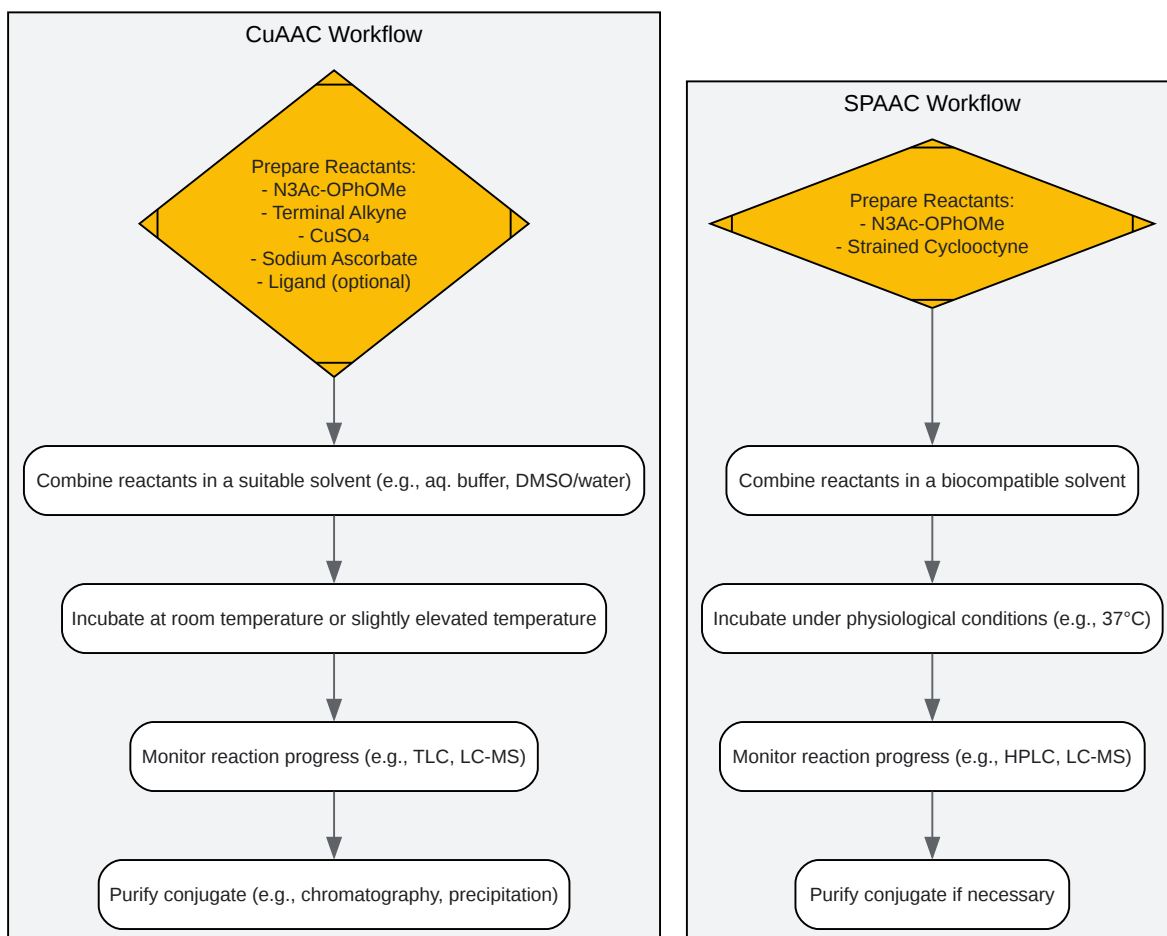 CuAAC Workflow
Prepare Reactants:
- N3Ac-OPhOMe
- Terminal Alkyne
- CuSO₄
- Sodium Ascorbate
- Ligand (optional)
Combine reactants in a suitable solvent (e.g., aq. buffer, DMSO/water)
Incubate at room temperature or slightly elevated temperature
Monitor reaction progress (e.g., TLC, LC-MS)
Purify conjugate (e.g., chromatography, precipitation)
SPAAC Workflow
Prepare Reactants:
- N3Ac-OPhOMe
- Strained Cyclooctyne
Combine reactants in a biocompatible solvent
Incubate under physiological conditions (e.g., 37°C)
Monitor reaction progress (e.g., HPLC, LC-MS)
Purify conjugate if necessary